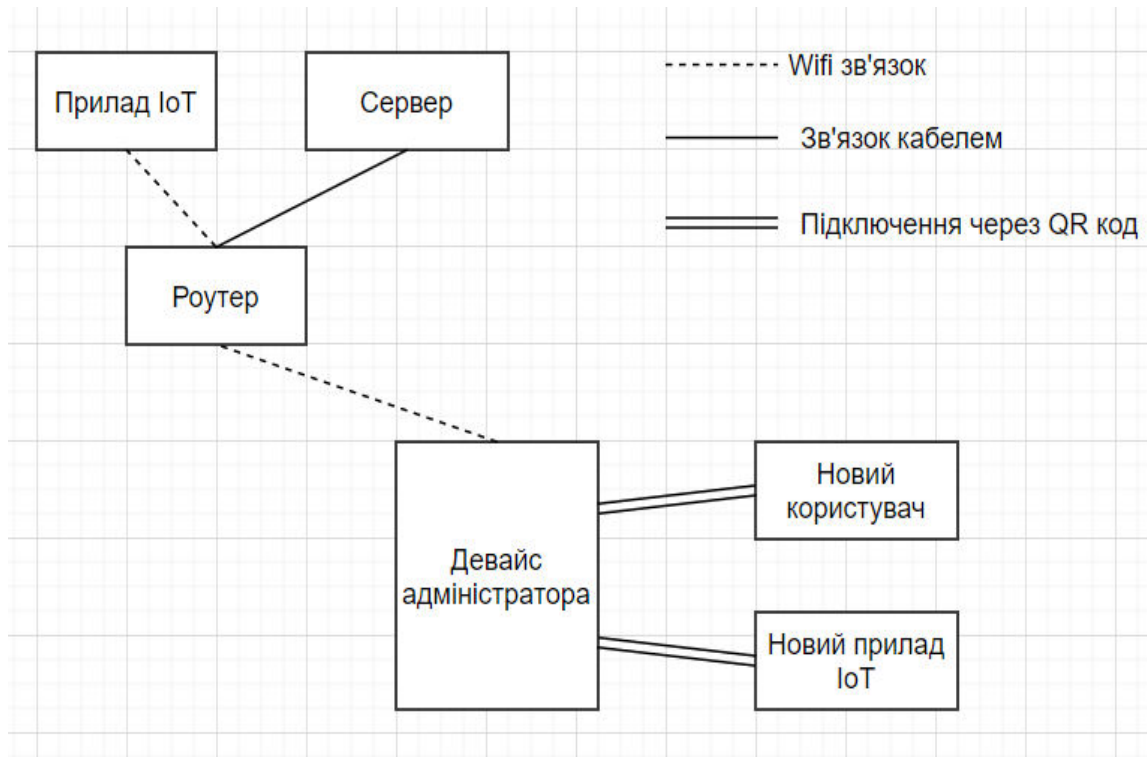 Прилад IoT
Сервер
Wifi зв'язок
Зв'язок кабелем
Підключення через QR код
Роутер
Девайс
адміністратора
Новий
користувач
Новий прилад
IoT